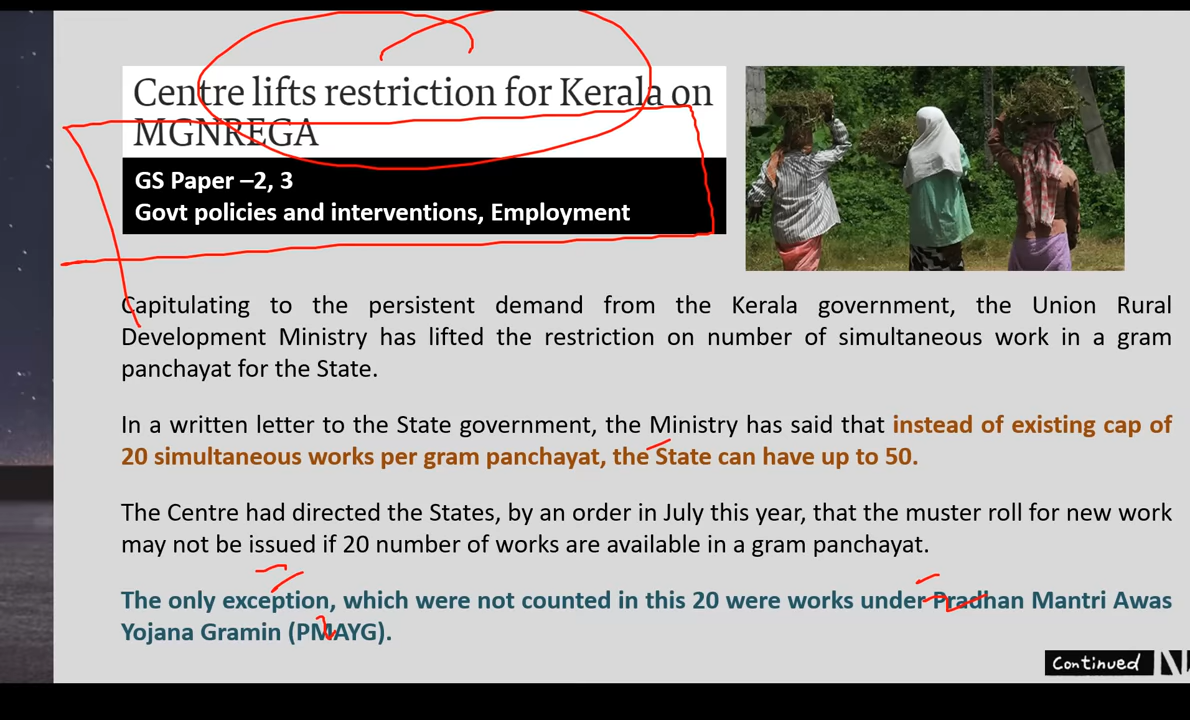 Centre lifts restriction for Kerala on
MGNREGA
GS Paper –2, 3
Govt policies and interventions, Employment
Capitulating to the persistent demand from the Kerala government, the Union Rural
Development Ministry has lifted the restriction on number of simultaneous work in a gram
panchayat for the State.
In a written letter to the State government, the Ministry has said that instead of existing cap of
20 simultaneous works per gram panchayat, the State can have up to 50.
The Centre had directed the States, by an order in July this year, that the muster roll for new work
may not be issued if 20 number of works are available in a gram panchayat.
The only exception, which were not counted in this 20 were works under Pradhan Mantri Awas
Yojana Gramin (PMAYG).
Continued